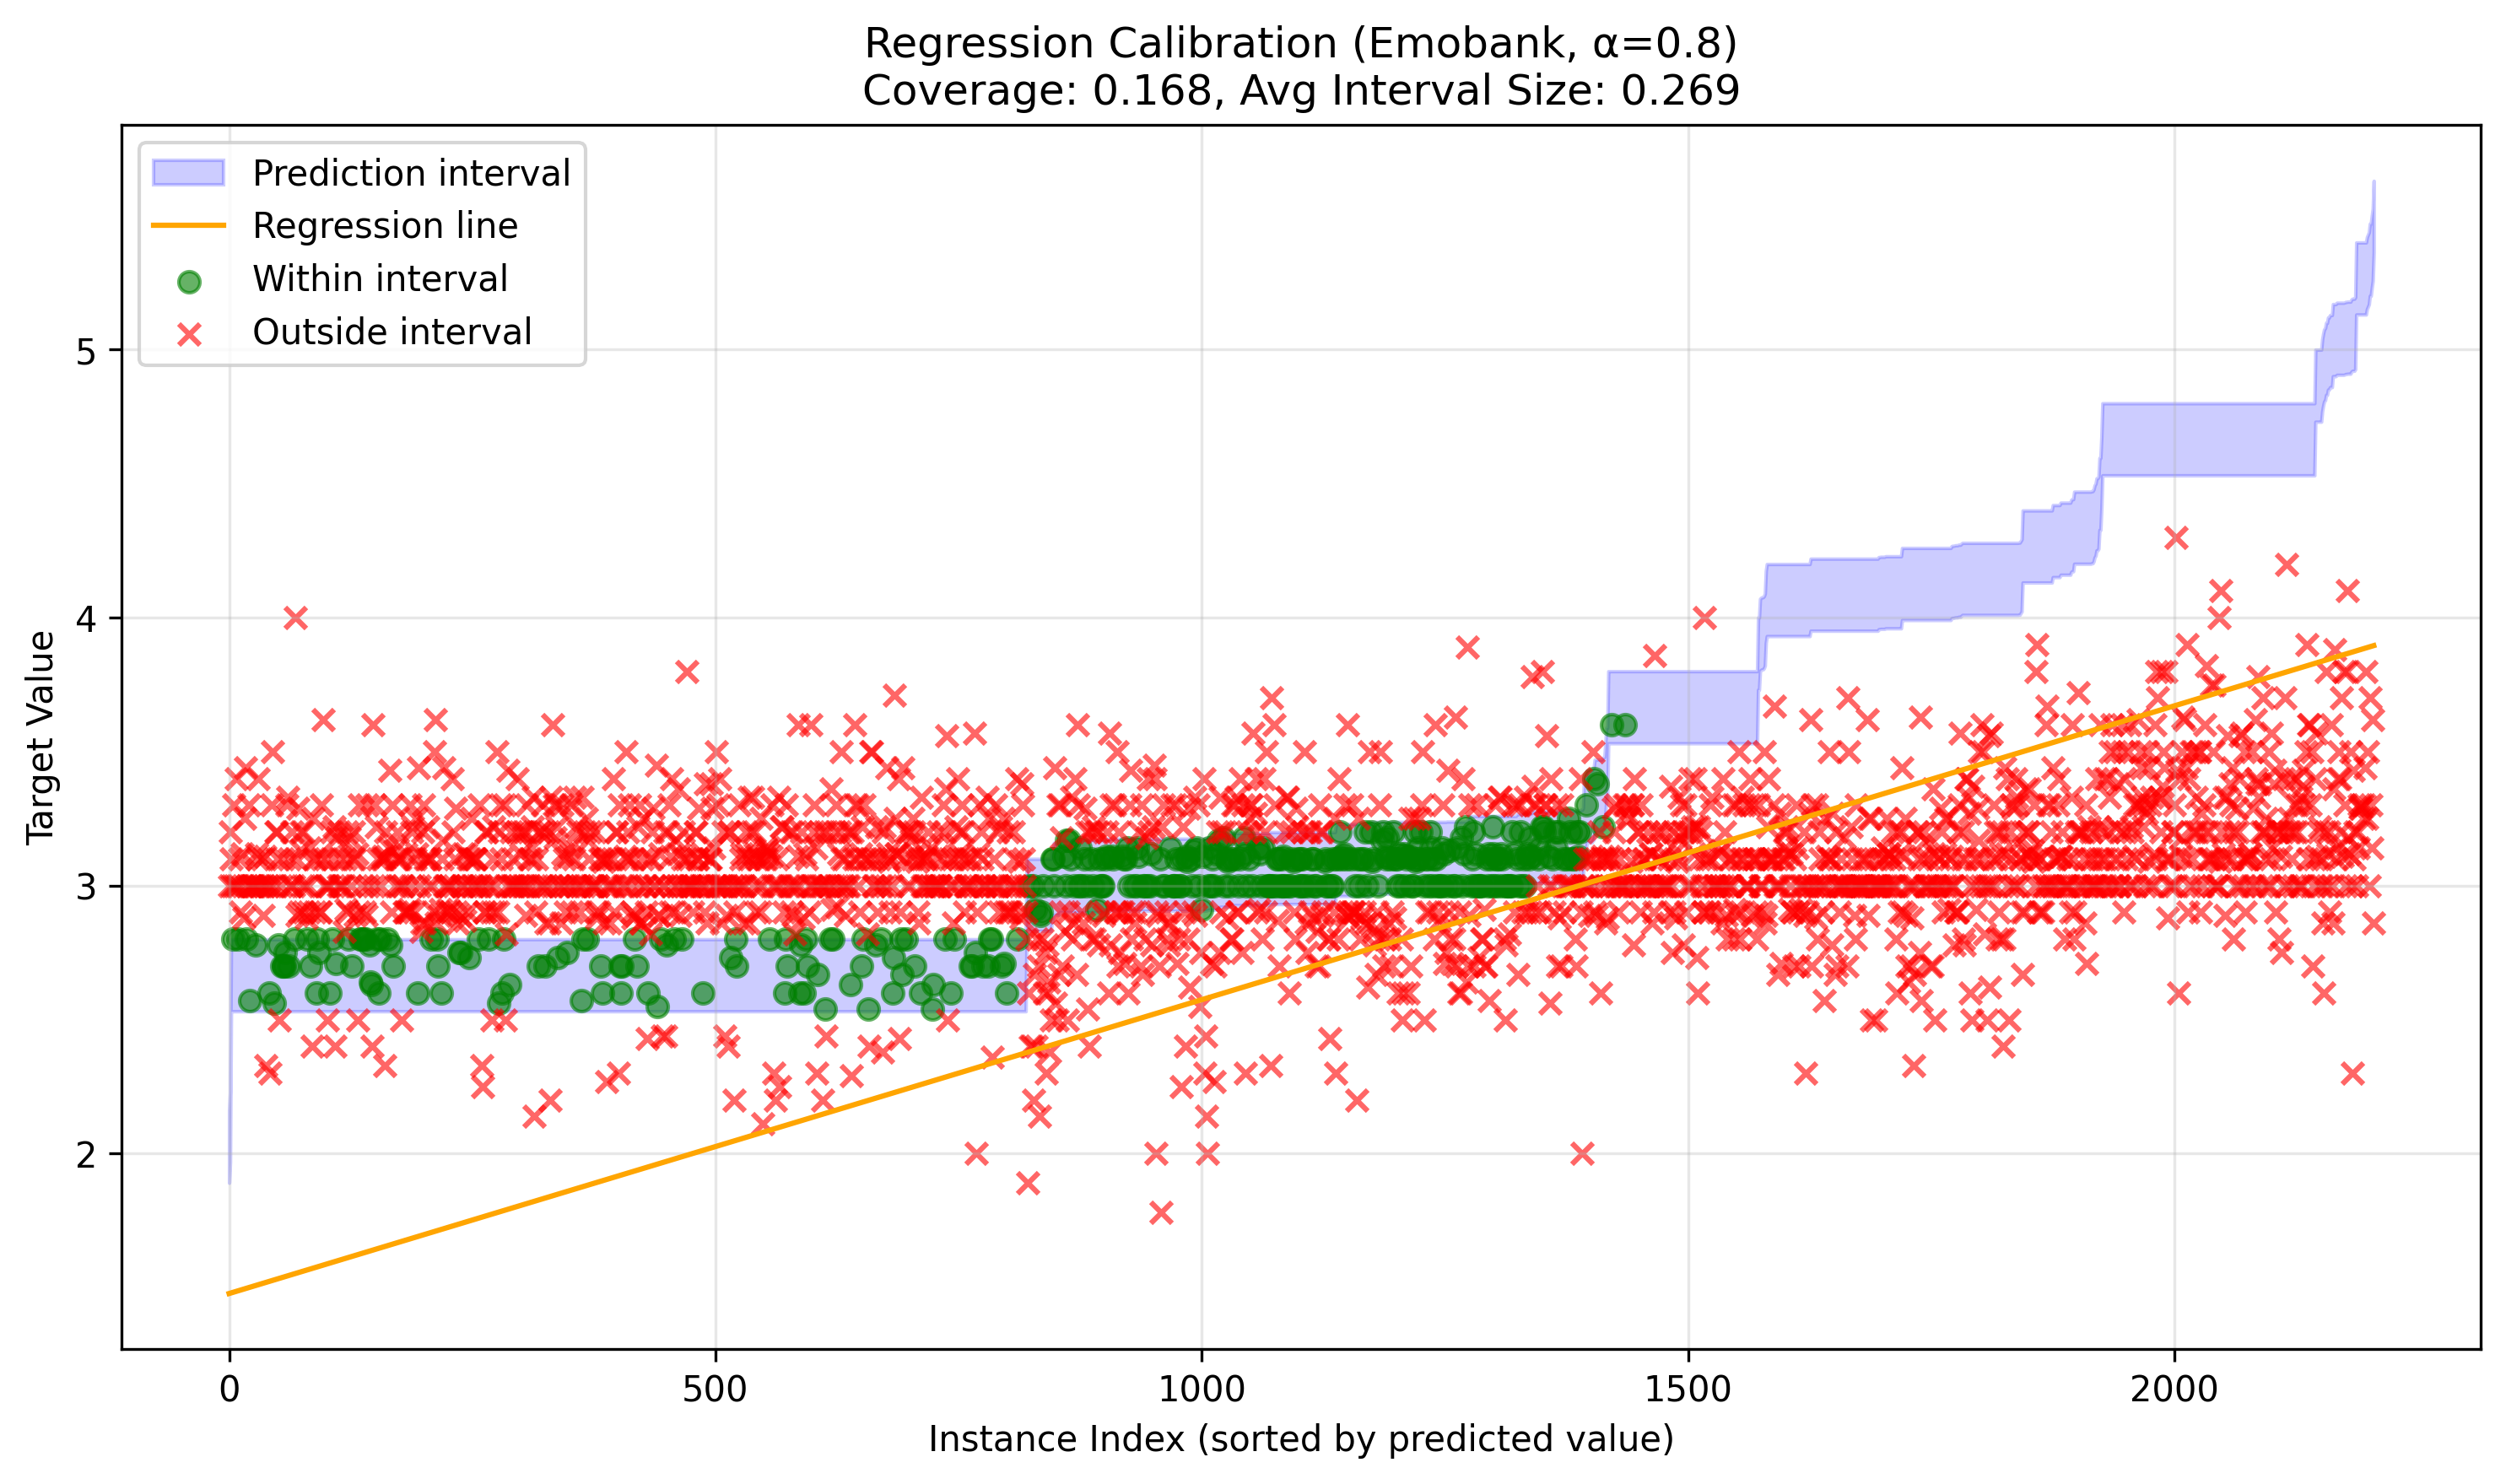 Regression Calibration (Emobank, α=0.8)
Coverage: 0.168, Avg Interval Size: 0.269
Prediction interval
Regression line
Within interval
Outside interval
Target Value
5
4
3
2
0
500
1000
1500
2000
Instance Index (sorted by predicted value)